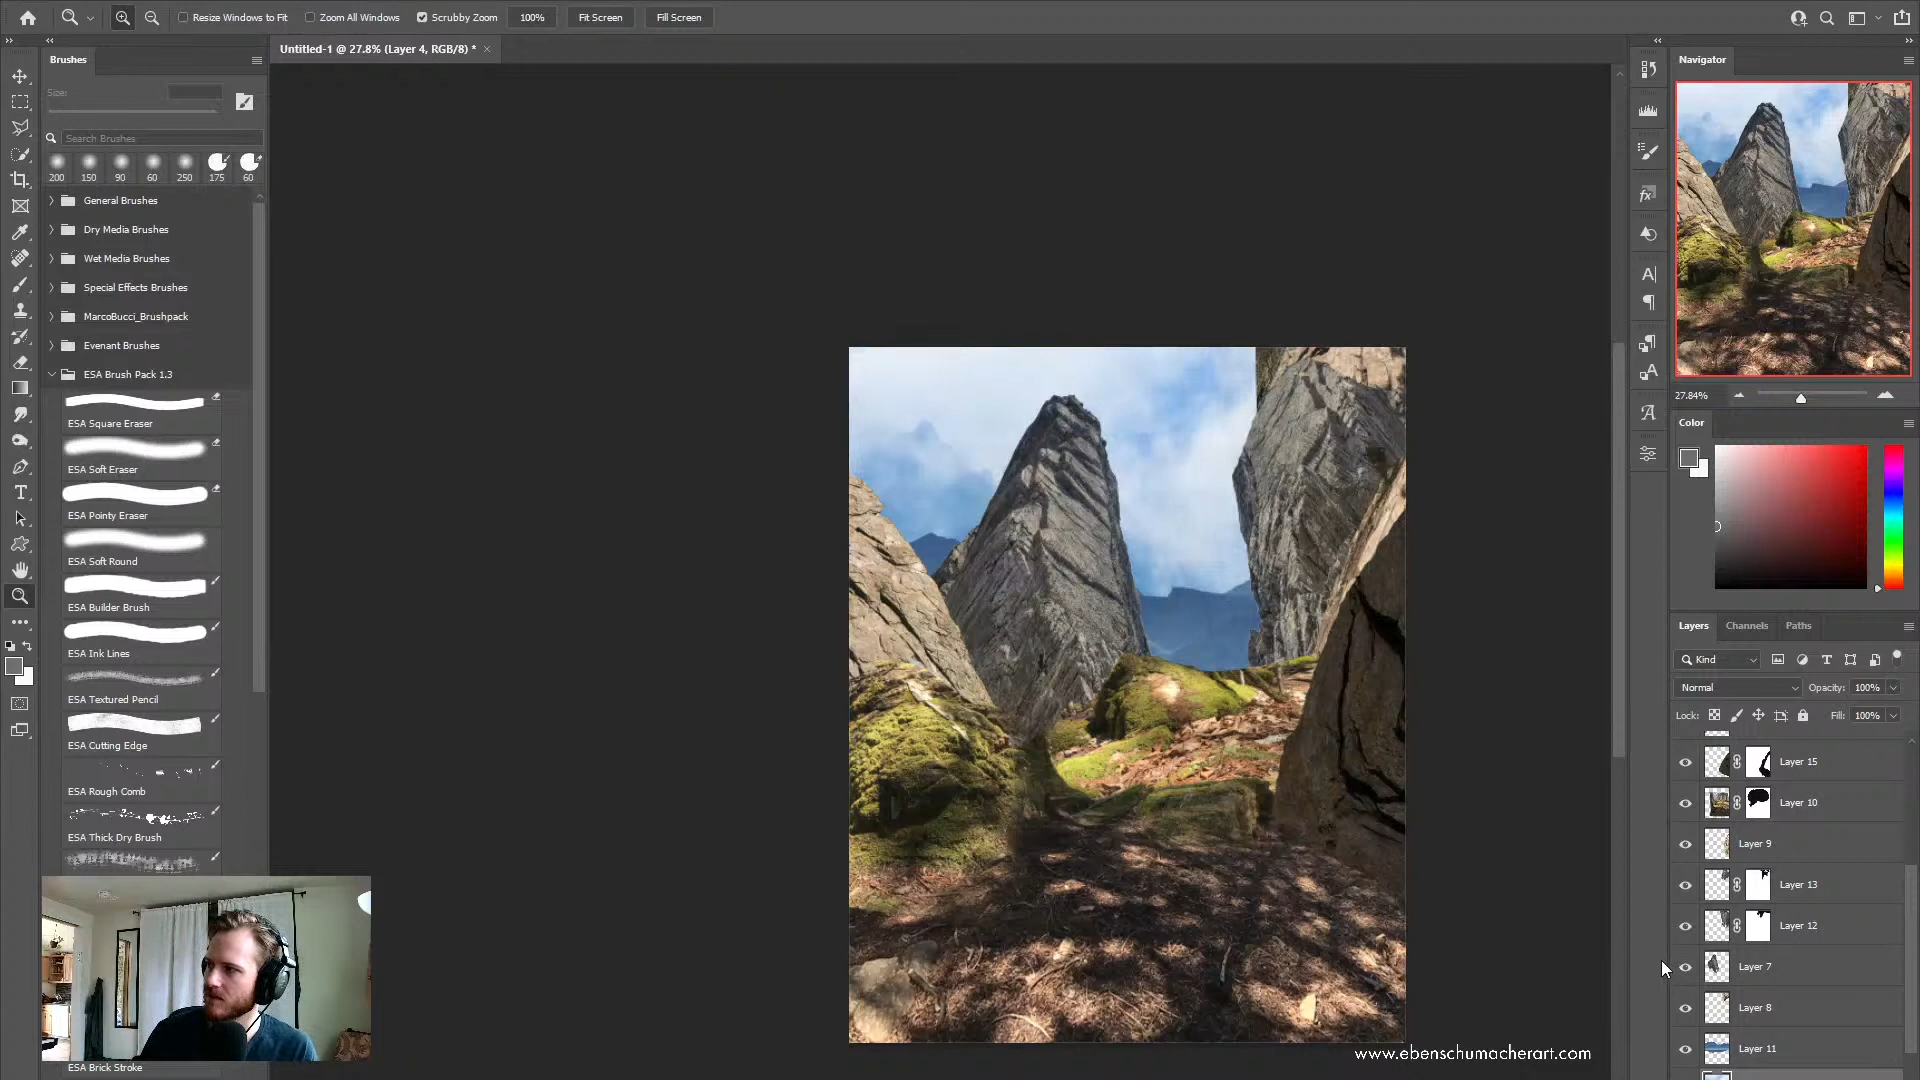 Resize Windows to Fit
Zoom All Windows
Scrubby Zoom
100%
Fit Screen
Fill Screen
Untitled-1 @ 27.8% (Layer 4, RGB/8) *
Brushes
Size:
Search Brushes
200
150
90
60
250
175
60
General Brushes
Dry Media Brushes
Wet Media Brushes
Special Effects Brushes
MarcoBucci_Brushpack
Evenant Brushes
ESA Brush Pack 1.3
ESA Square Eraser
ESA Soft Eraser
ESA Pointy Eraser
ESA Soft Round
ESA Builder Brush
ESA Ink Lines
ESA Textured Pencil
ESA Cutting Edge
ESA Rough Comb
ESA Thick Dry Brush
ESA Brick Stroke
Navigator
27.84%
Color
Layers
Channels
Paths
Kind
Normal
Opacity: 100%
Lock:
Fill: 100%
Layer 15
Layer 10
Layer 9
Layer 13
Layer 12
Layer 7
Layer 8
Layer 11
www.ebenschumacherart.com